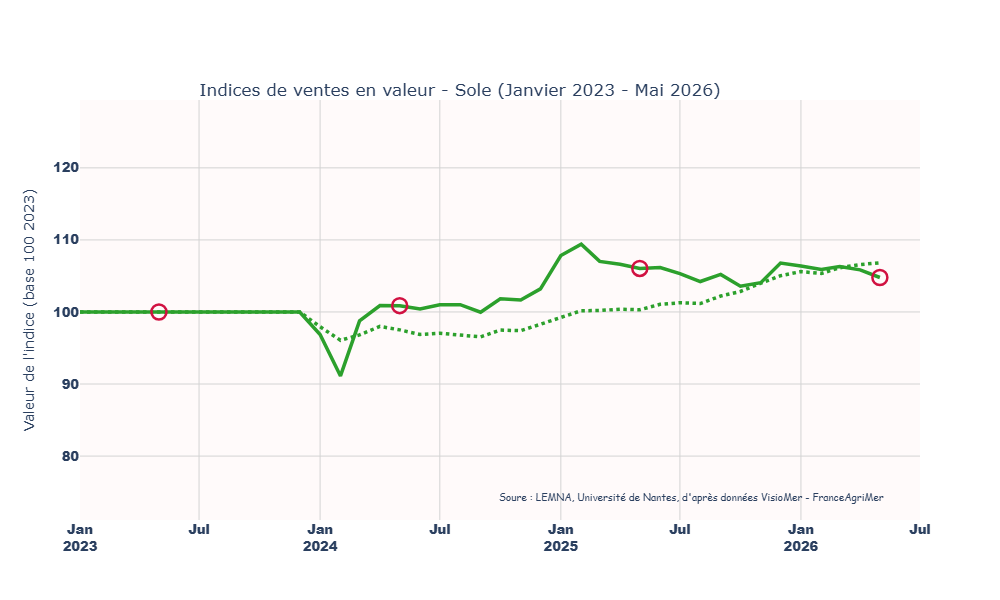 Indices de ventes en valeur - Sole (Janvier 2023 - Mai 2026)
Valeur de l'indice (base 100 2023)
120
110
100
90
80
Soure : LEMNA, Université de Nantes, d'après données VisioMer - FranceAgriMer
Jan Jul Jan Jul Jan Jul Jan Jul
2023 2024 2025 2026